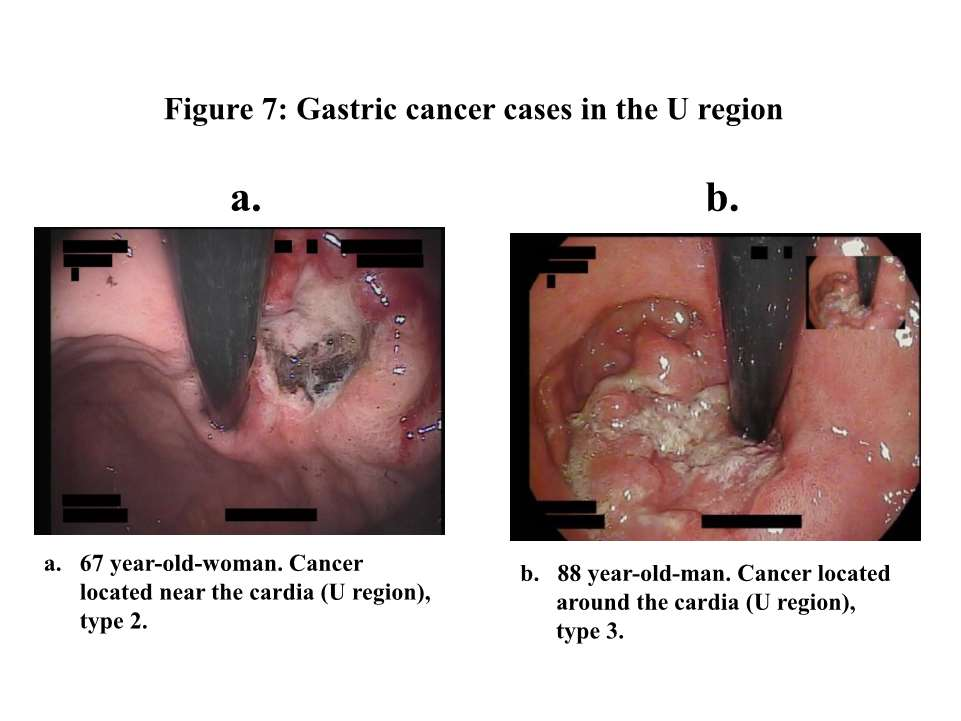 Figure 7: Gastric cancer cases in the U region
a.
b.
a. 67 year-old-woman. Cancer
located near the cardia (U region),
type 2.
b. 88 year-old-man. Cancer located
around the cardia (U region),
type 3.